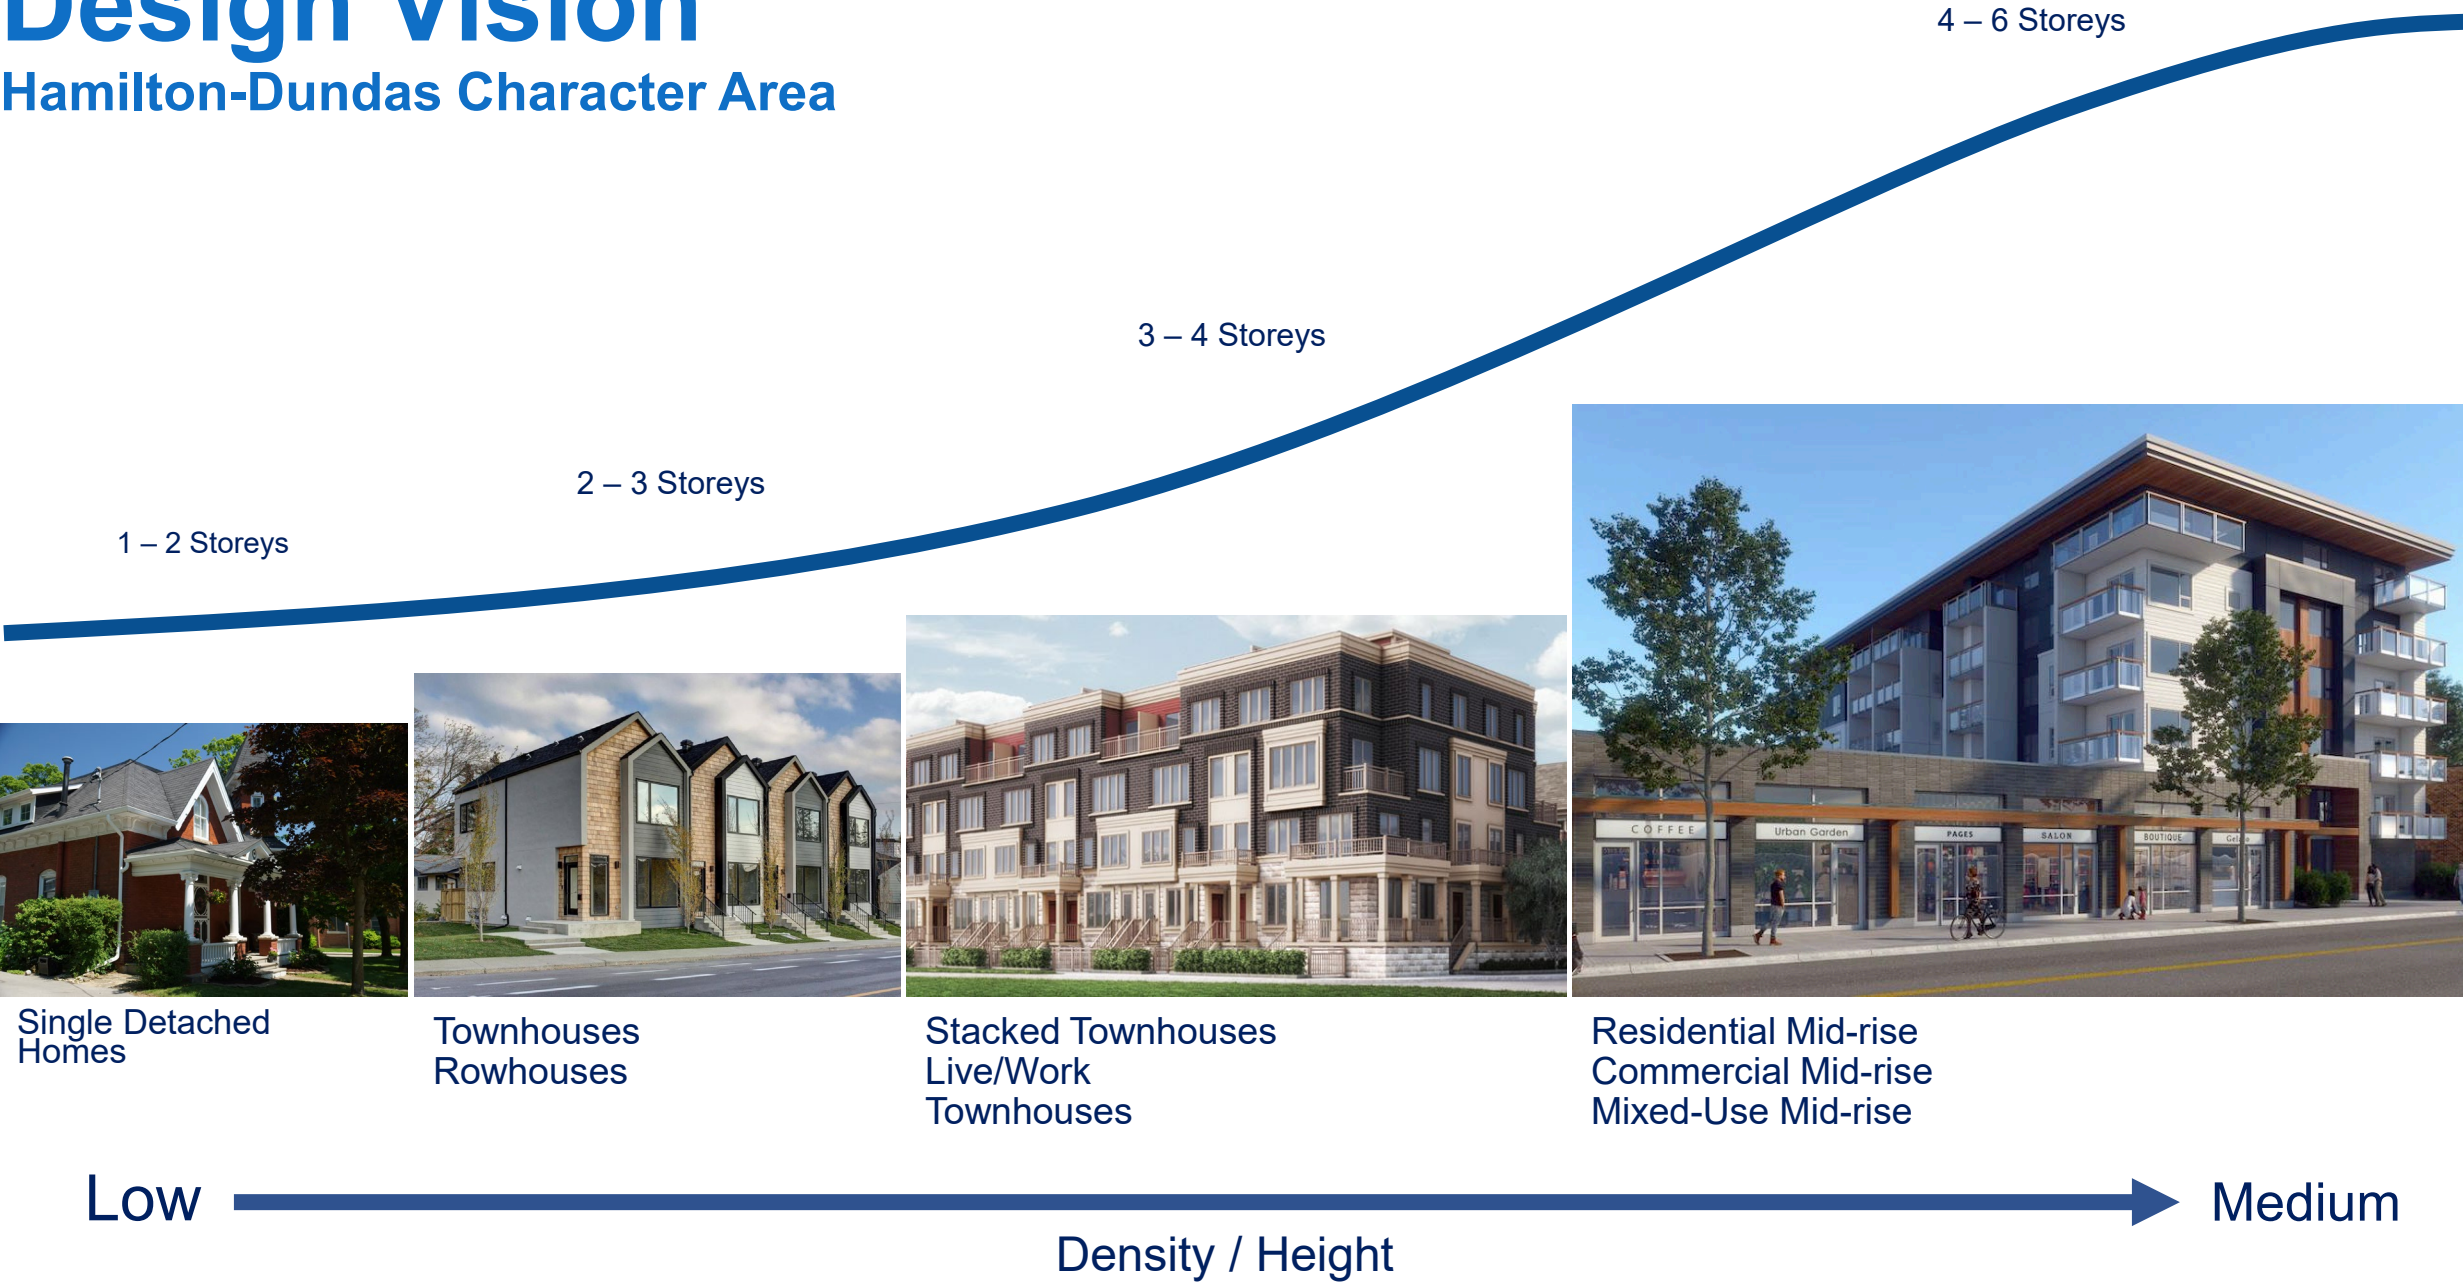 Design Vision
Hamilton-Dundas Character Area
4 – 6 Storeys
3 – 4 Storeys
2 – 3 Storeys
1 – 2 Storeys
COFFEE
Urban Garden
PAGES
SALON
BOUTIQUE
Single Detached
Homes
Townhouses
Rowhouses
Stacked Townhouses
Live/Work
Townhouses
Residential Mid-rise
Commercial Mid-rise
Mixed-Use Mid-rise
Low
Medium
Density / Height